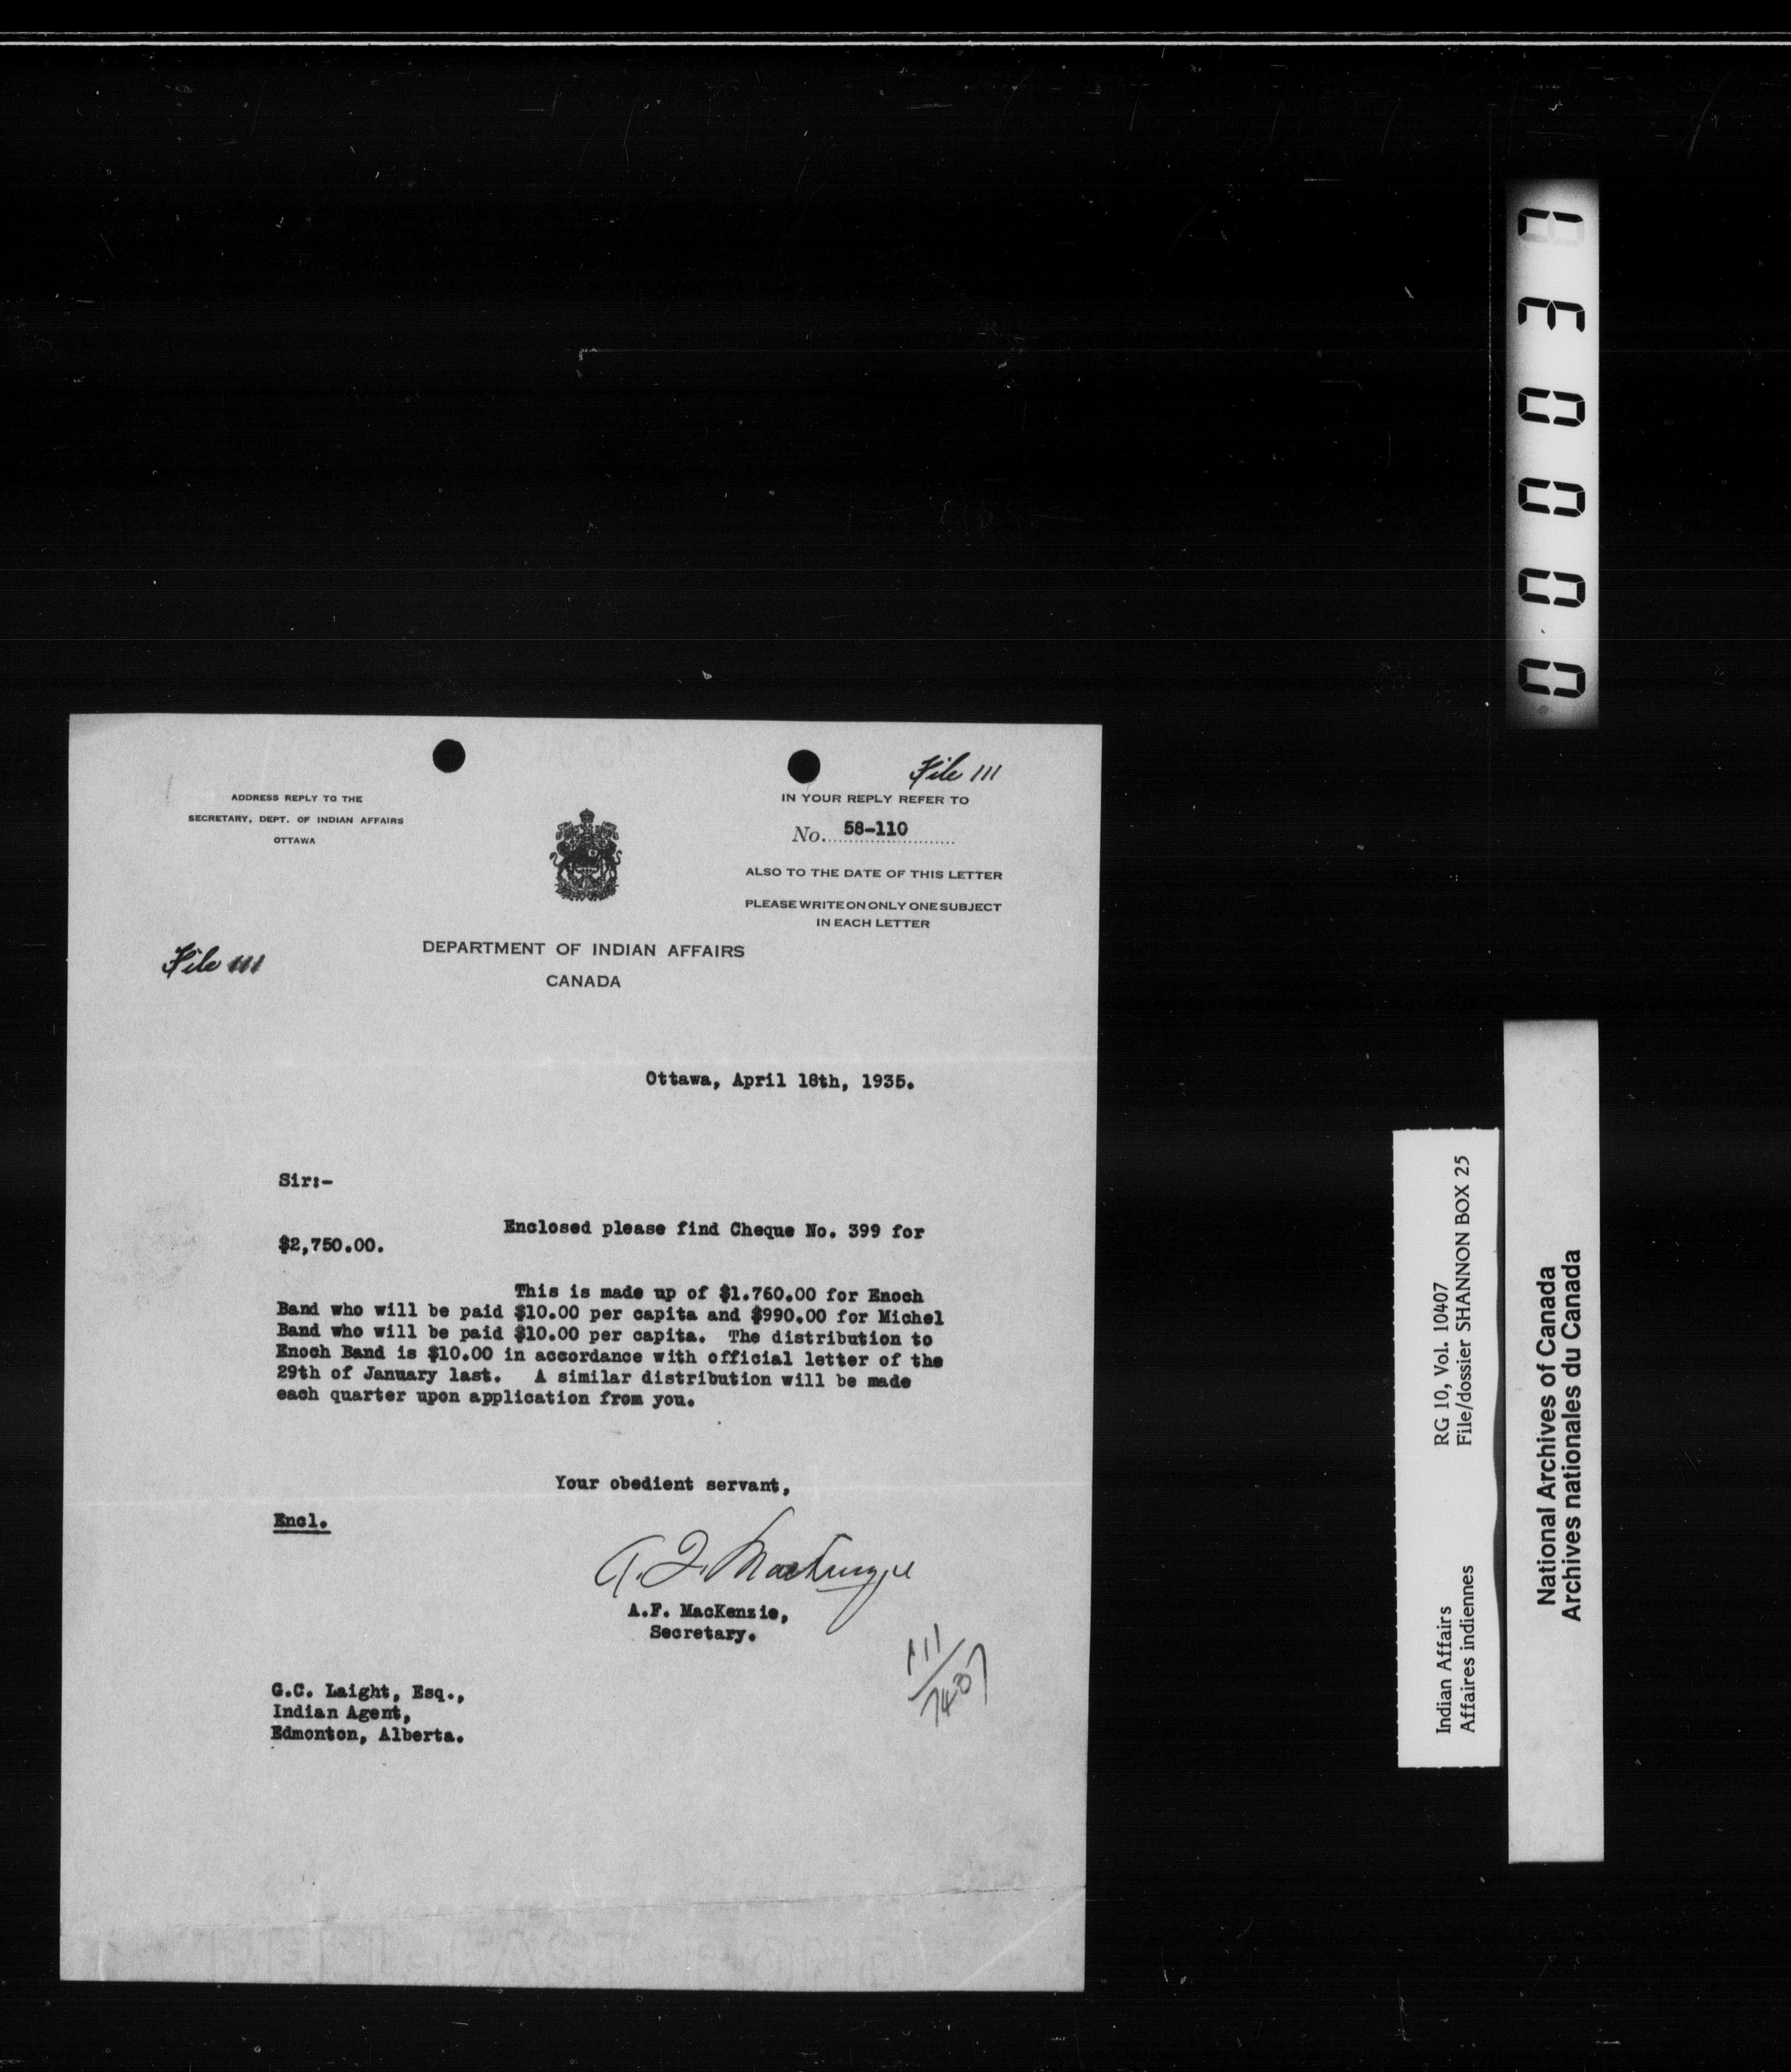 File 111
ADDRESS REPLY TO THE
SECRETARY, DEPT. OF INDIAN AFFAIRS
OTTAWA
IN YOUR REPLY REFER TO
No. 58-110
ALSO TO THE DATE OF THIS LETTER
PLEASE WRITE ON ONLY ONE SUBJECT
IN EACH LETTER
DEPARTMENT OF INDIAN AFFAIRS
CANADA
File 111
Ottawa, April 18th, 1935.
Sir:-
Enclosed please find Cheque No. 399 for
$2,750.00.
This is made up of $1.760.00 for Enoch
Band who will be paid $10.00 per capita and $990.00 for Michel
Band who will be paid $10.00 per capita. The distribution to
Enoch Band is $10.00 in accordance with official letter of the
29th of January last. A similar distribution will be made
each quarter upon application from you.
Your obedient servant,
Encl.
A. F. MacKenzie
A.F. MacKenzie,
Secretary.
111
G.C. Laight, Esq.,
Indian Agent,
Edmonton, Alberta.
Indian Affairs RG 10, Vol. 10407
Affaires indiennes File/dossier SHANNON BOX 25
National Archives of Canada
Archives nationales du Canada